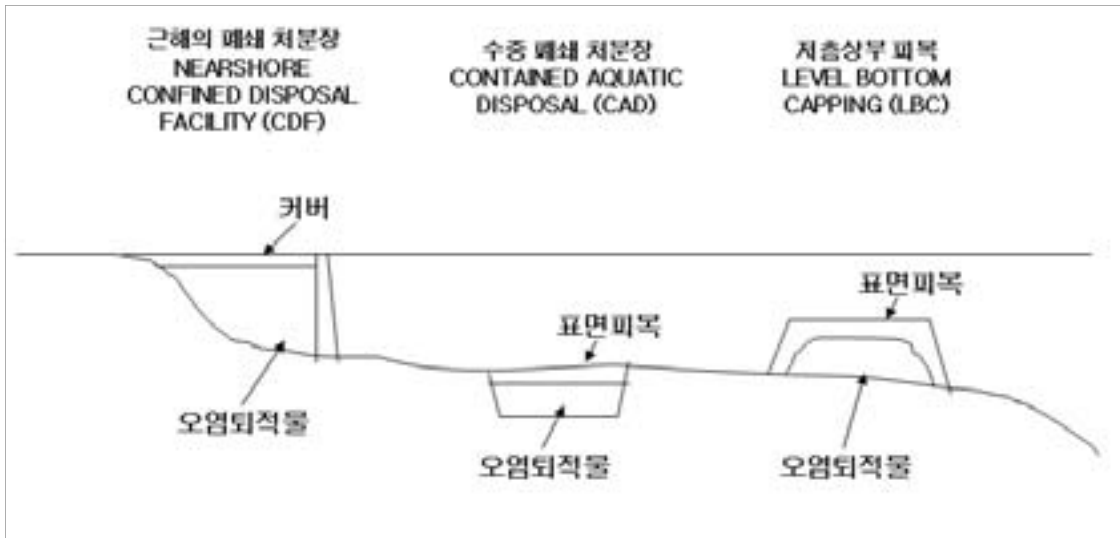 근해의 폐쇄 처분장
NEARSHORE
CONFINED DISPOSAL
FACILITY (CDF)
수중 폐쇄 처분장
CONTAINED AQUATIC
DISPOSAL (CAD)
저층상부 피복
LEVEL BOTTOM
CAPPING (LBC)
커버
표면피복
표면피복
오염퇴적물
오염퇴적물
오염퇴적물